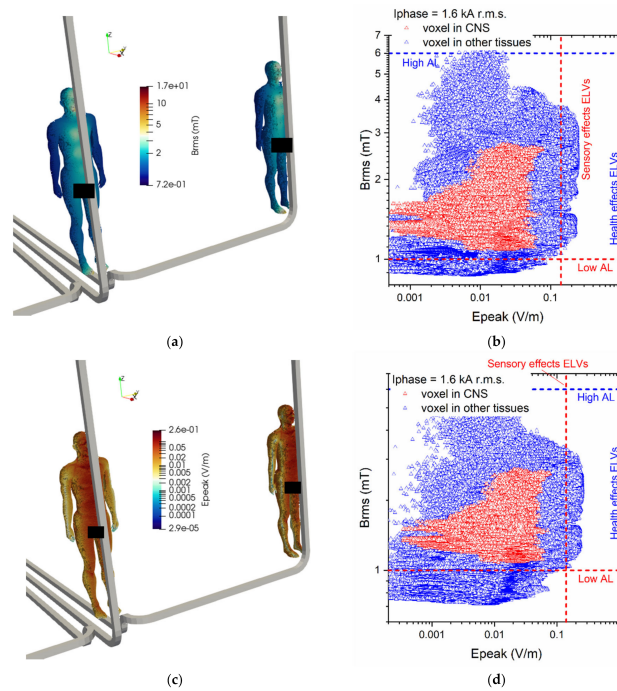 1.7e+01
10
5
2
7.2e-01
Brms (mT)
(a)
Iphase = 1.6 kA r.m.s.
voxel in CNS
voxel in other tissues
High AL
Sensory effects ELVs
Health effects ELVs
Low AL
6
5
4
3
2
1
Brms (mT)
0.001
0.01
0.1
Epeak (V/m)
(b)
2.6e-01
0.05
0.02
0.01
0.005
0.002
0.001
0.0005
0.0002
0.0001
2.9e-05
Epeak (V/m)
(c)
Sensory effects ELVs
Iphase = 1.6 kA r.m.s.
voxel in CNS
voxel in other tissues
High AL
Health effects ELVs
Low AL
1
Brms (mT)
0.001
0.01
0.1
Epeak (V/m)
(d)